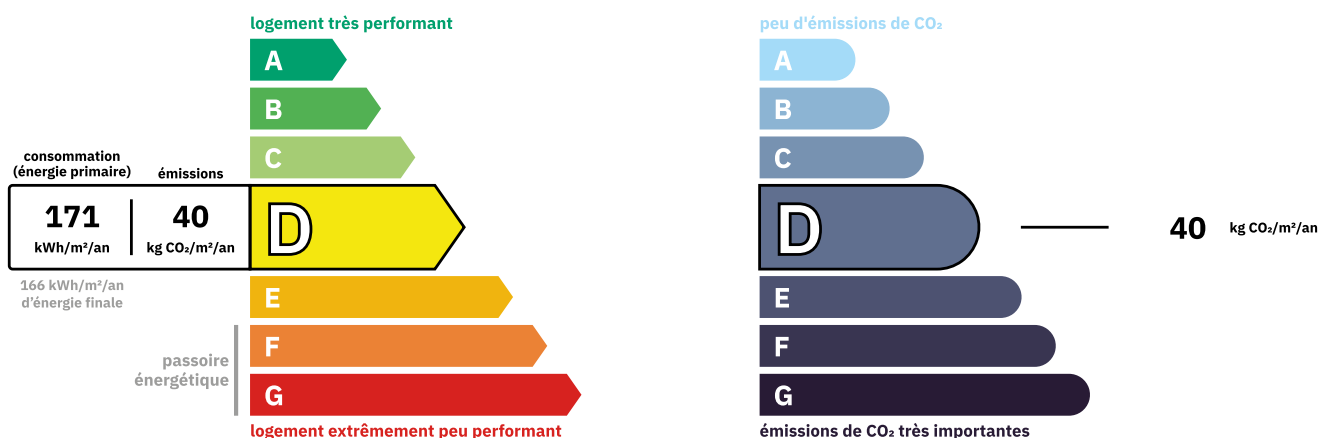 logement très performant
A
B
C
consommation
(énergie primaire)
émissions
171
kWh/m²/an
40
kg CO₂/m²/an
D
166 kWh/m²/an
d'énergie finale
E
passoire
énergétique
F
G
logement extrêmement peu performant
peu d'émissions de CO₂
A
B
C
D
40 kg CO₂/m²/an
E
F
G
émissions de CO₂ très importantes